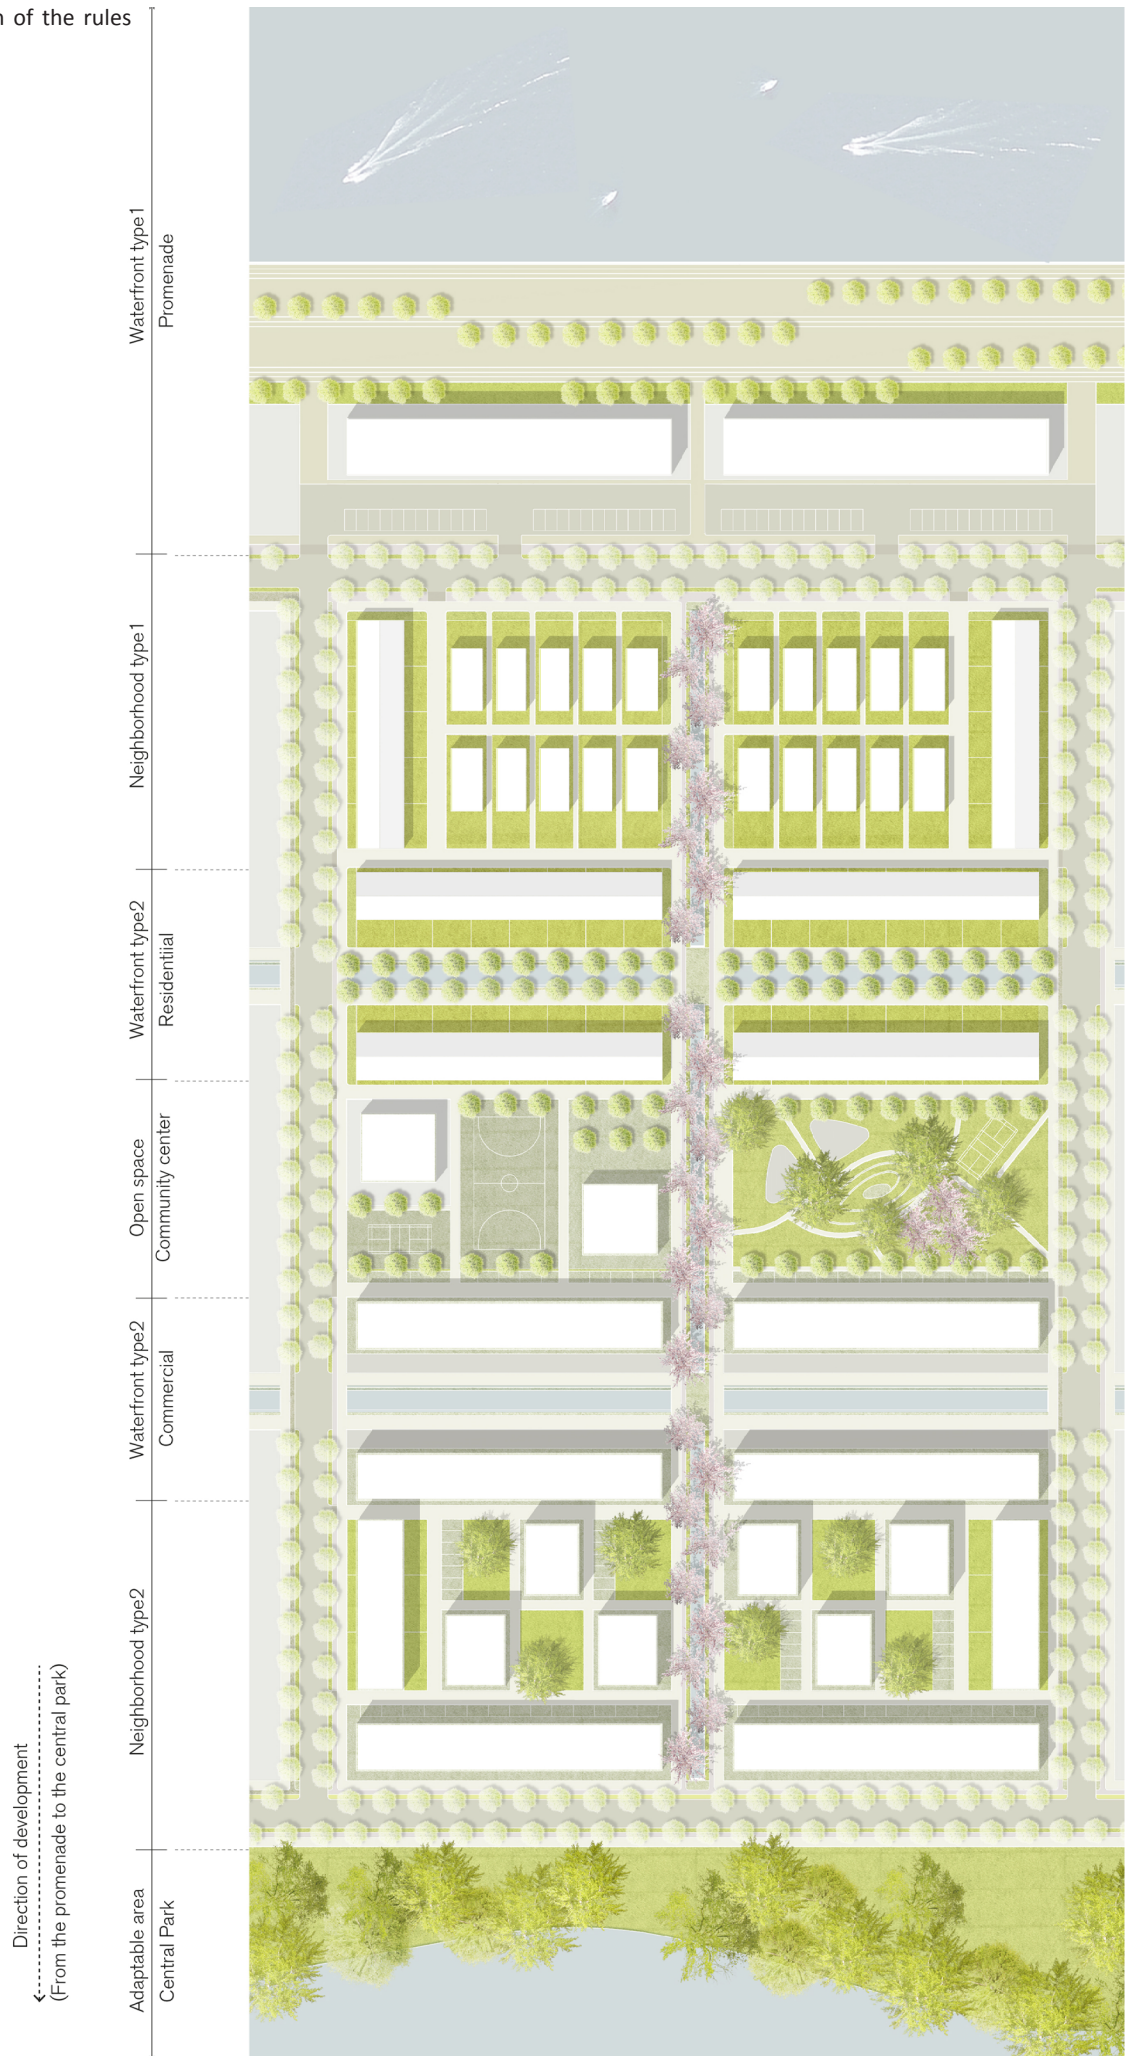 n of the rules
Waterfront type1
Promenade
Neighborhood type1
Waterfront type2
Residential
Open space
Community center
Waterfront type2
Commercial
Neighborhood type2
Adaptable area
Central Park
Direction of development
(From the promenade to the central park)